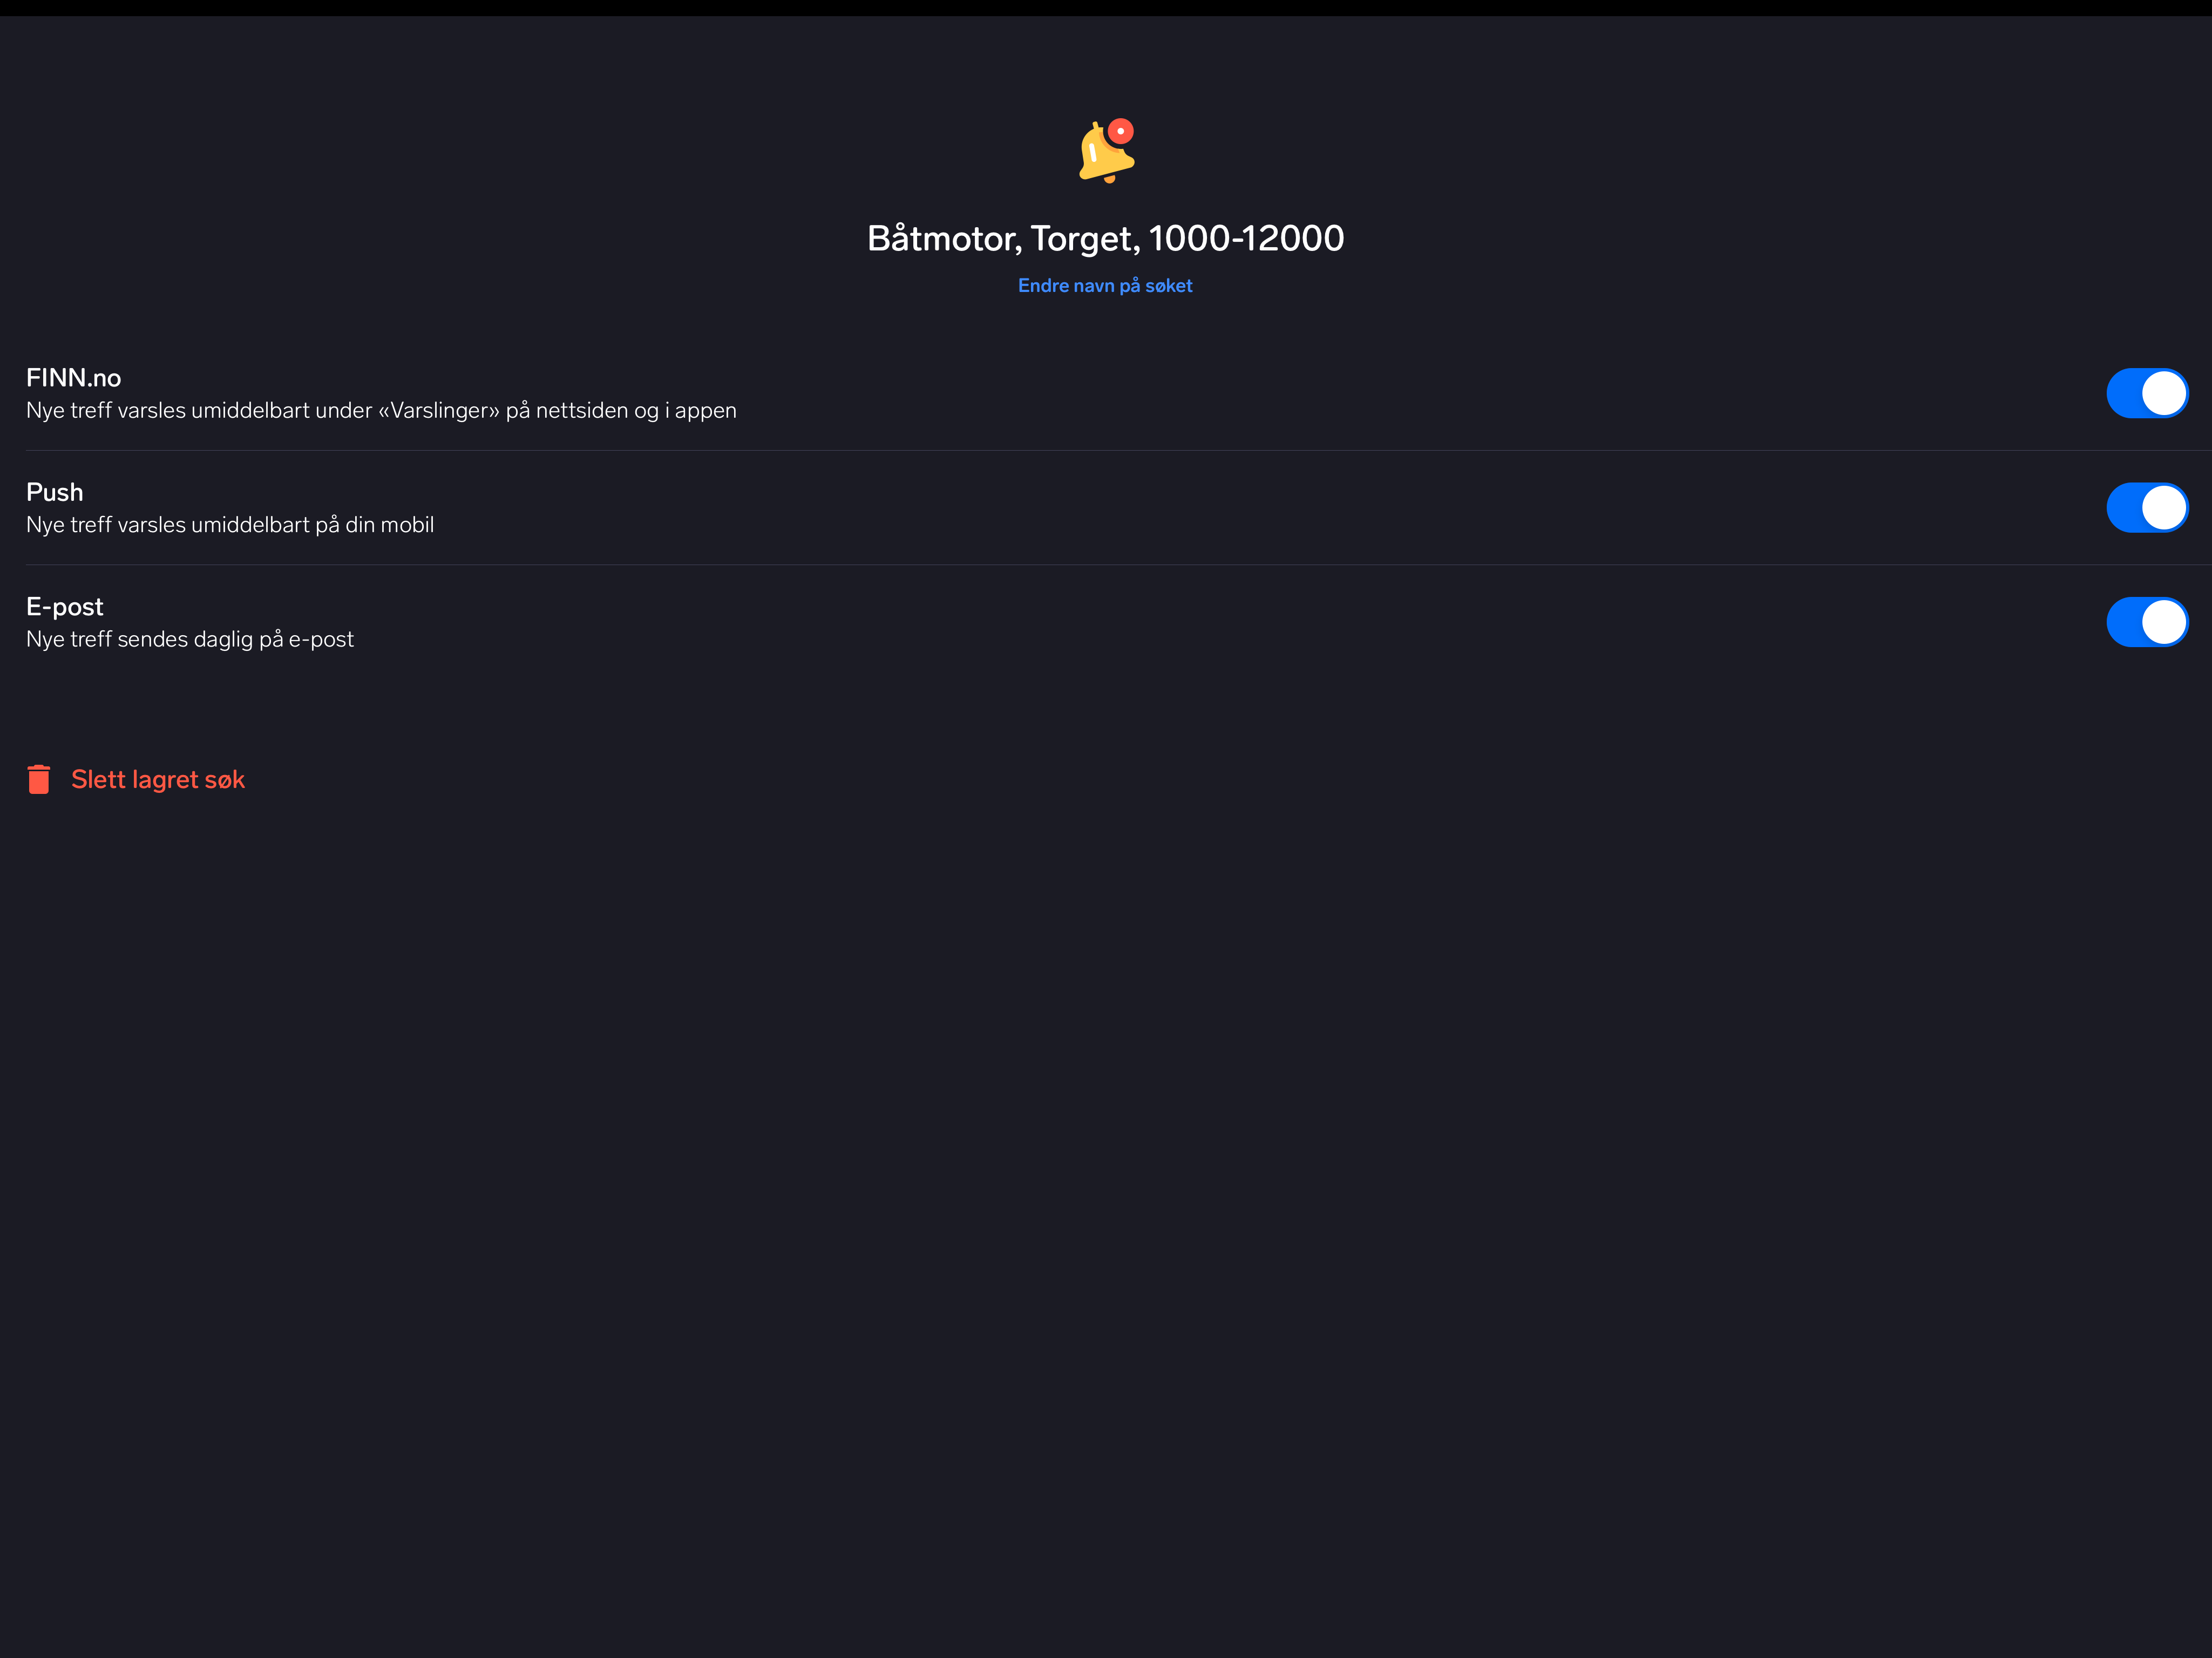 Båtmotor, Torget, 1000-12000
Endre navn på søket
FINN.no
Nye treff varsles umiddelbart under «Varslinger» på nettsiden og i appen
Push
Nye treff varsles umiddelbart på din mobil
E-post
Nye treff sendes daglig på e-post
Slett lagret søk